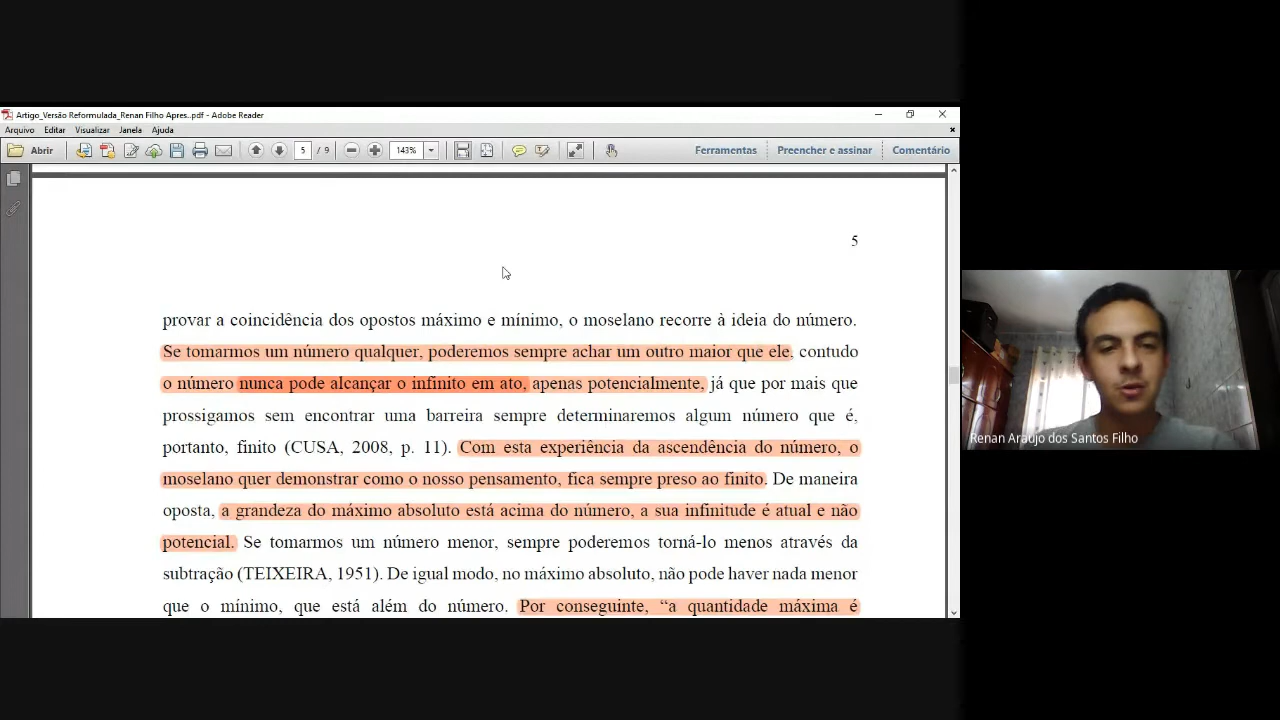 Artigo_Versão Reformulada_Renan Filho Apres..pdf - Adobe Reader
Arquivo Editar Visualizar Janela Ajuda
Abrir 5 / 9 143% Ferramentas Preencher e assinar Comentário
5
provar a coincidência dos opostos máximo e mínimo, o moselano recorre à ideia do número.
Se tomarmos um número qualquer, poderemos sempre achar um outro maior que ele, contudo
o número nunca pode alcançar o infinito em ato, apenas potencialmente, já que por mais que
prossigamos sem encontrar uma barreira sempre determinaremos algum número que é,
portanto, finito (CUSA, 2008, p. 11). Com esta experiência da ascendência do número, o
moselano quer demonstrar como o nosso pensamento, fica sempre preso ao finito. De maneira
oposta, a grandeza do máximo absoluto está acima do número, a sua infinitude é atual e não
potencial. Se tomarmos um número menor, sempre poderemos torná-lo menos através da
subtração (TEIXEIRA, 1951). De igual modo, no máximo absoluto, não pode haver nada menor
que o mínimo, que está além do número. Por conseguinte, “a quantidade máxima é
Renan Araujo dos Santos Filho